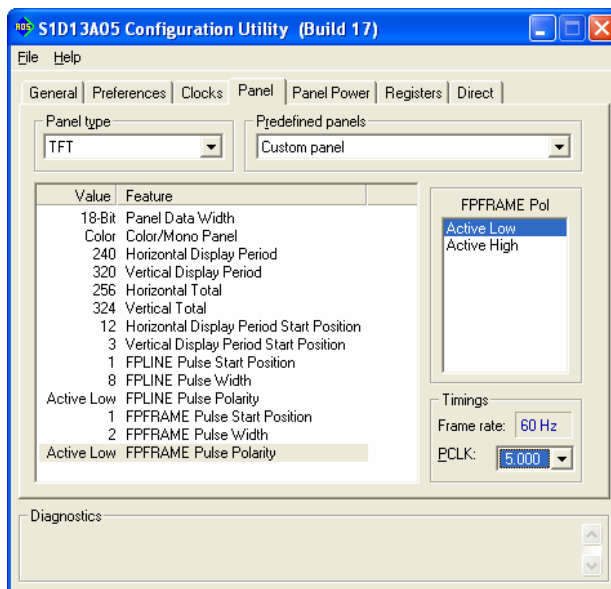 S1D13A05 Configuration Utility (Build 17)
File Help
General Preferences Clocks Panel Panel Power Registers Direct
Panel type
TFT
Predefined panels
Custom panel
Value Feature
18-Bit Panel Data Width
Color Color/Mono Panel
240 Horizontal Display Period
320 Vertical Display Period
256 Horizontal Total
324 Vertical Total
12 Horizontal Display Period Start Position
3 Vertical Display Period Start Position
1 FPLINE Pulse Start Position
8 FPLINE Pulse Width
Active Low FPLINE Pulse Polarity
1 FPFRAME Pulse Start Position
2 FPFRAME Pulse Width
Active Low FPFRAME Pulse Polarity
FPFRAME Pol
Active Low
Active High
Timings
Frame rate: 60 Hz
PCLK: 5.000
Diagnostics